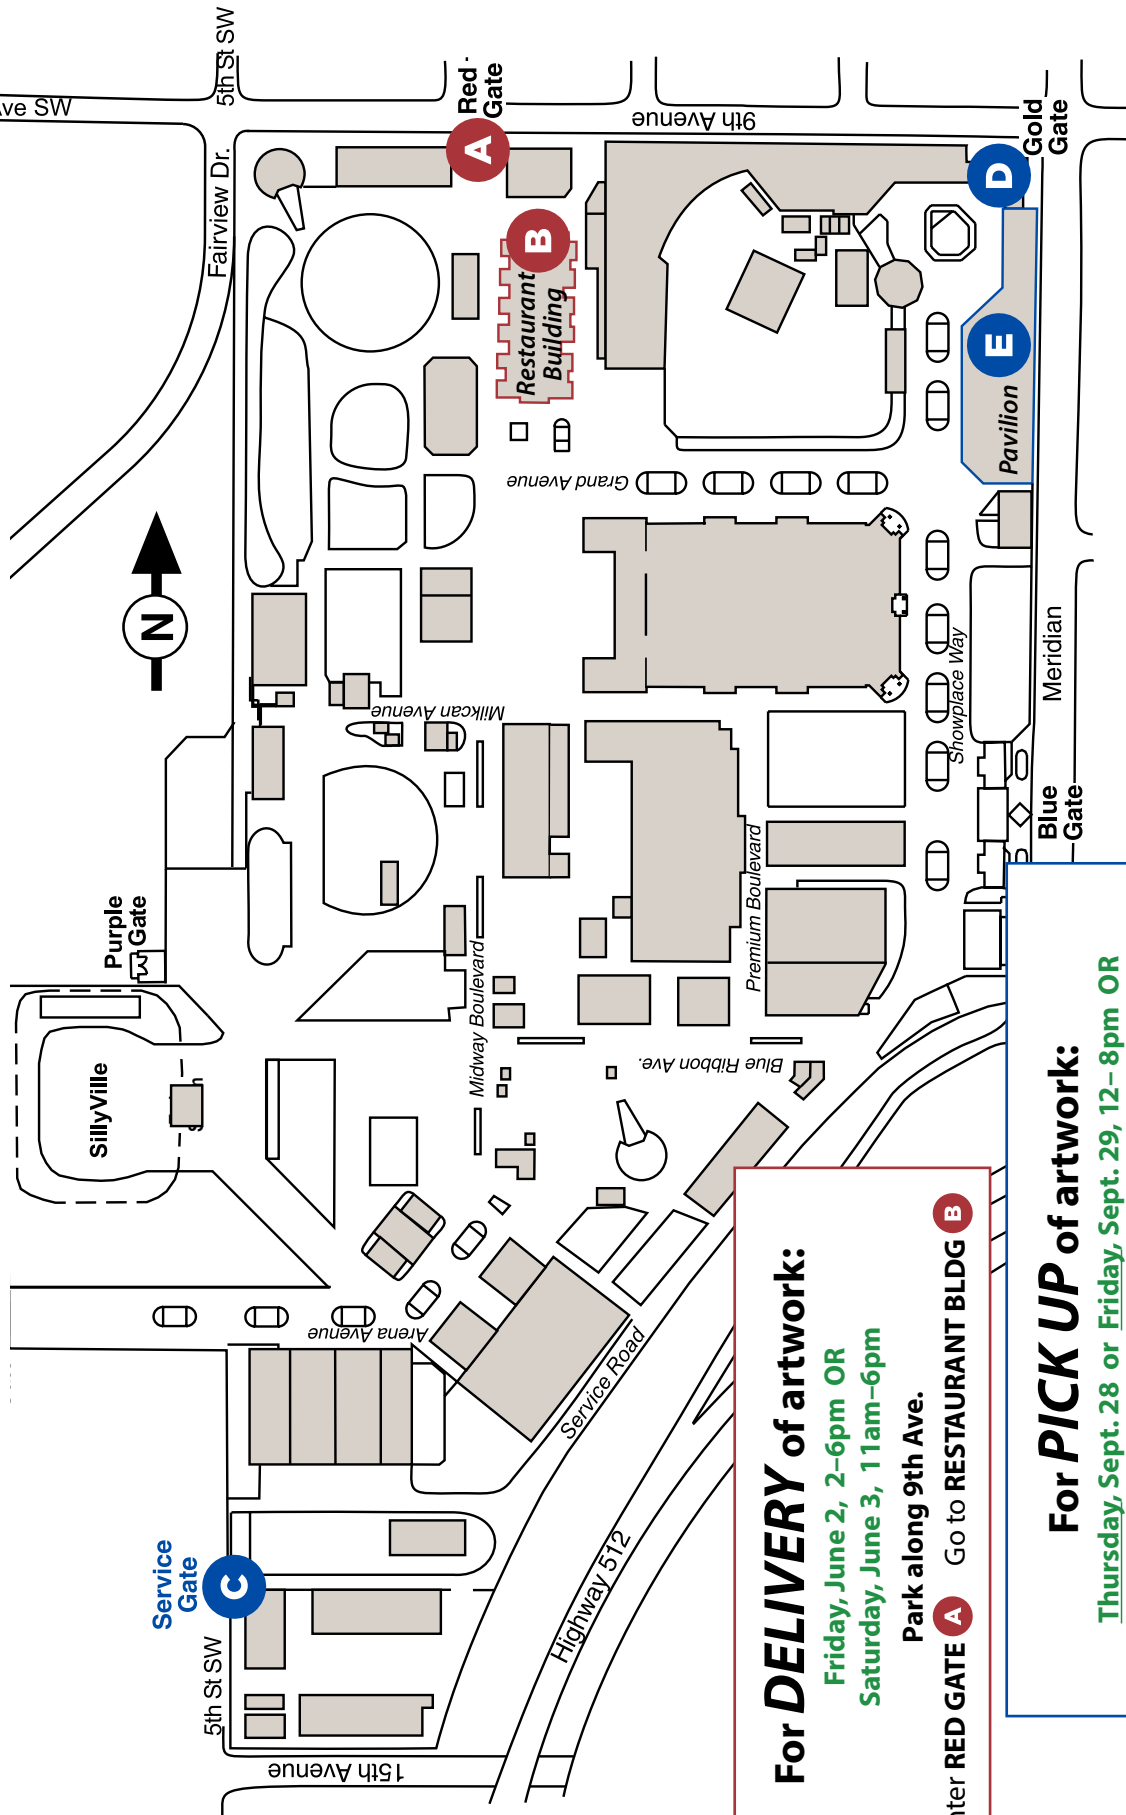 Ave SW
5th St SW
Fairview Dr.
Red
Gate
A
9th Avenue
Gold
Gate
D
B
Restaurant
Building
E
Pavilion
Grand Avenue
N
Milkcan Avenue
Showplace Way
Meridian
Blue
Gate
Purple
Gate
Midway Boulevard
Premium Boulevard
Blue Ribbon Ave.
SillyVille
Arena Avenue
Service Road
Highway 512
Service
Gate
C
5th St SW
15th Avenue
For DELIVERY of artwork:
Friday, June 2, 2–6pm OR
Saturday, June 3, 11am–6pm
Park along 9th Ave.
RED GATE A Go to RESTAURANT BLDG B
For PICK UP of artwork:
Thursday, Sept. 28 or Friday, Sept. 29, 12–8pm OR